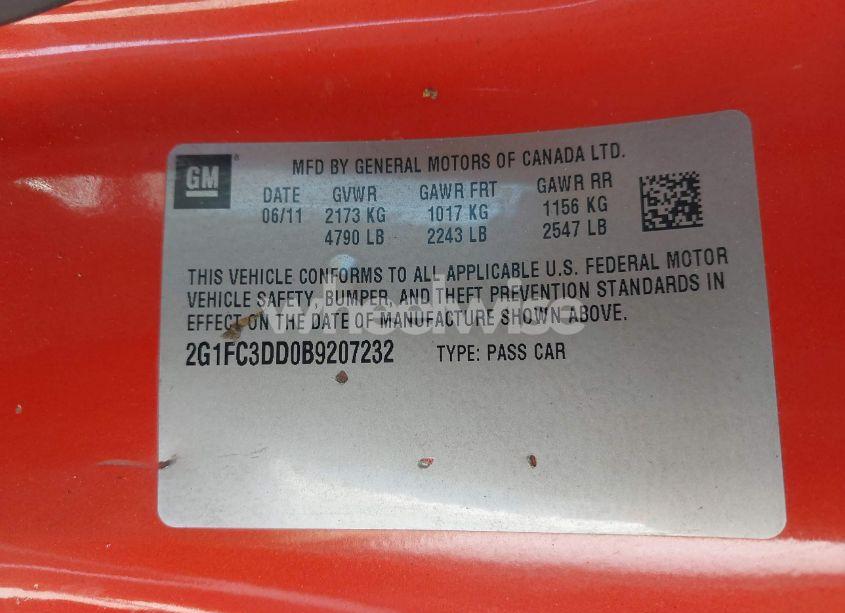 GM
MFD BY GENERAL MOTORS OF CANADA LTD.
DATE GVWR GAWR FRT GAWR RR
06/11 2173 KG 1017 KG 1156 KG
4790 LB 2243 LB 2547 LB
THIS VEHICLE CONFORMS TO ALL APPLICABLE U.S. FEDERAL MOTOR
VEHICLE SAFETY, BUMPER, AND THEFT PREVENTION STANDARDS IN
EFFECT ON THE DATE OF MANUFACTURE SHOWN ABOVE.
wheelwise
2G1FC3DD0B9207232 TYPE: PASS CAR